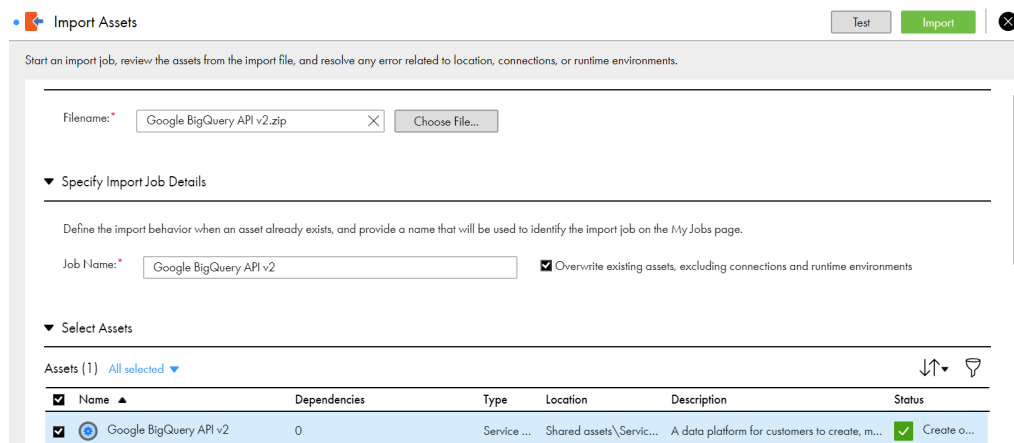 Import Assets
Test
Import
Start an import job, review the assets from the import file, and resolve any error related to location, connections, or runtime environments.
Filename:*
Google BigQuery API v2.zip
Choose File...
Specify Import Job Details
Define the import behavior when an asset already exists, and provide a name that will be used to identify the import job on the My Jobs page.
Job Name:*
Google BigQuery API v2
Overwrite existing assets, excluding connections and runtime environments
Select Assets
Assets (1) All selected
Name Dependencies Type Location Description Status
Google BigQuery API v2 0 Service ... Shared assets\Servic... A data platform for customers to create, m... Create o...